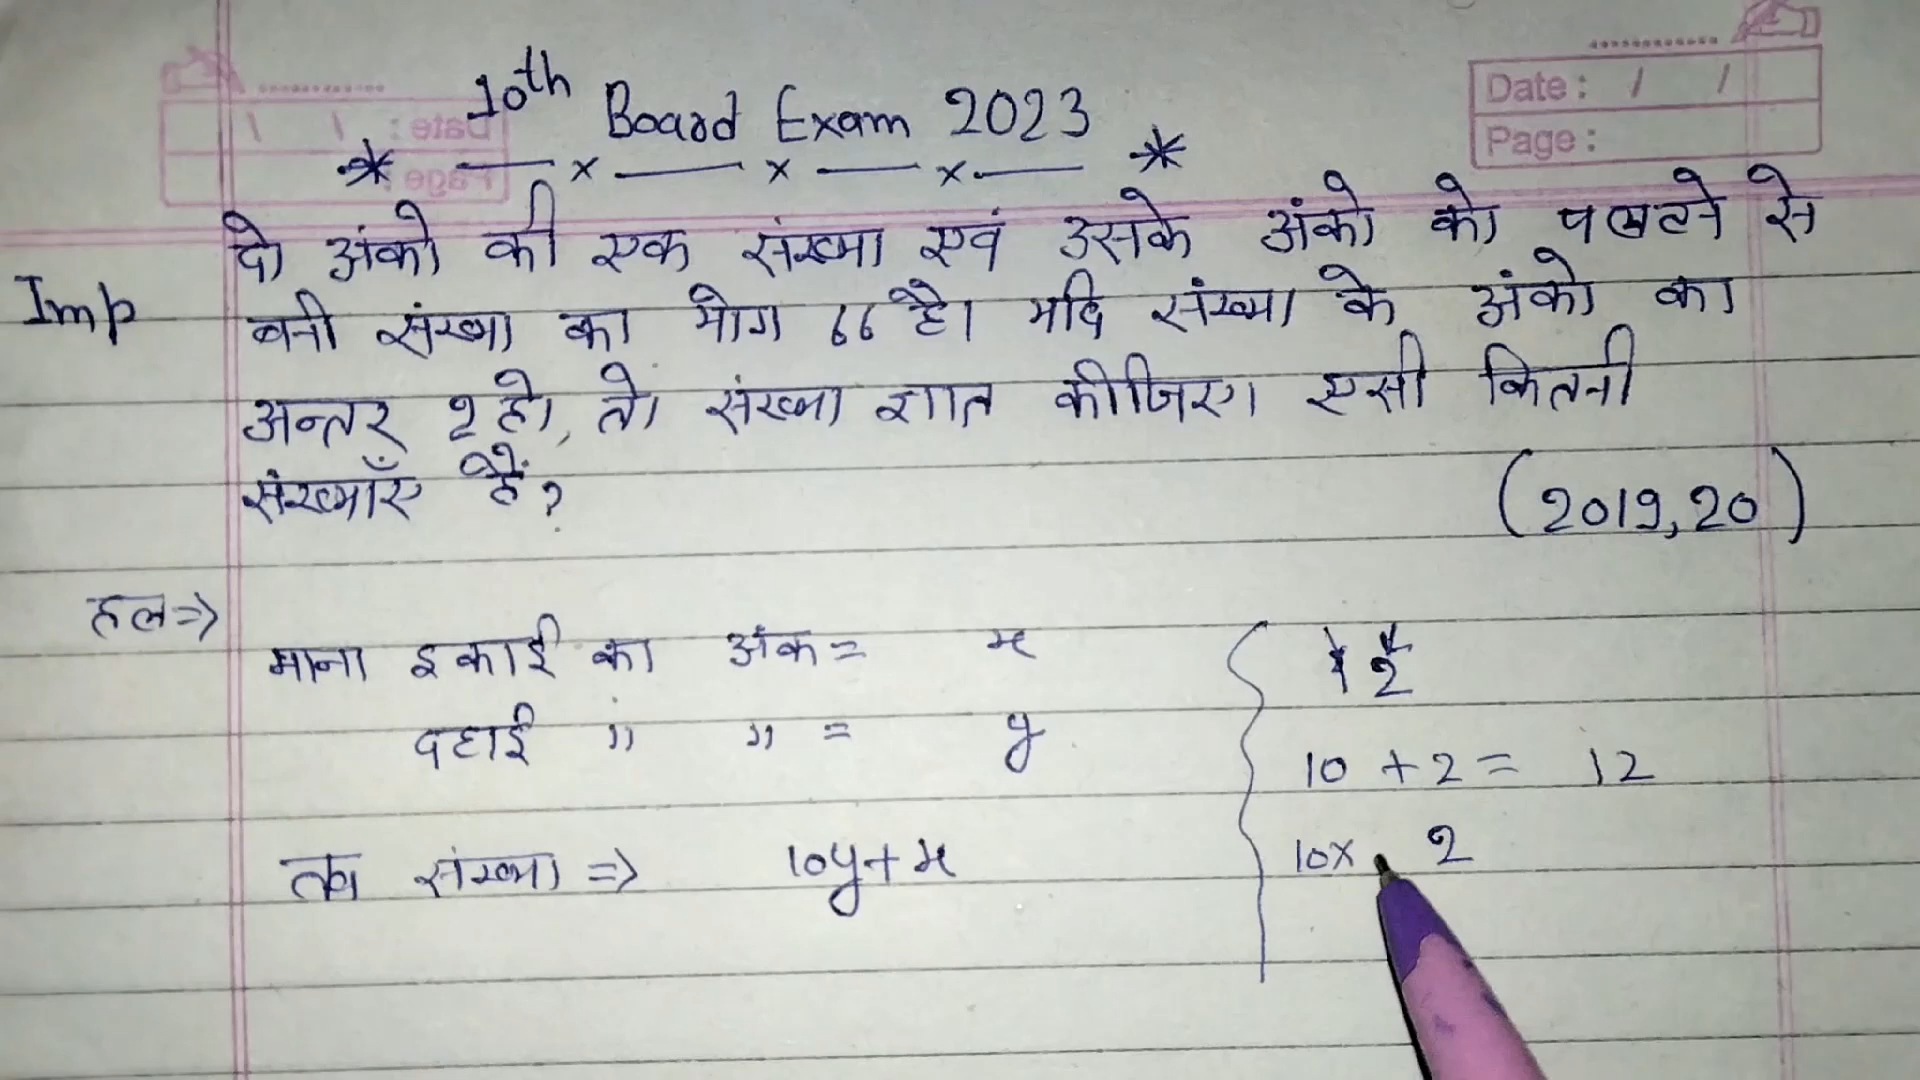 10th Board Exam 2023
Date: / /
Page:
* — x — x — x — *
दो अंको की एक संख्या एवं उसके अंको को पलटने से
Imp बनी संख्या का योग 66 है। यदि संख्या के अंको का
अन्तर 2 हो, तो संख्या ज्ञात कीजिए। एसी कितनी
संख्याएँ हैं?
(2019, 20)
हल=>
माना इकाई का अंक = x
दहाई " " = y
तब संख्या => 10y+x
12
10 + 2 = 12
10x 2